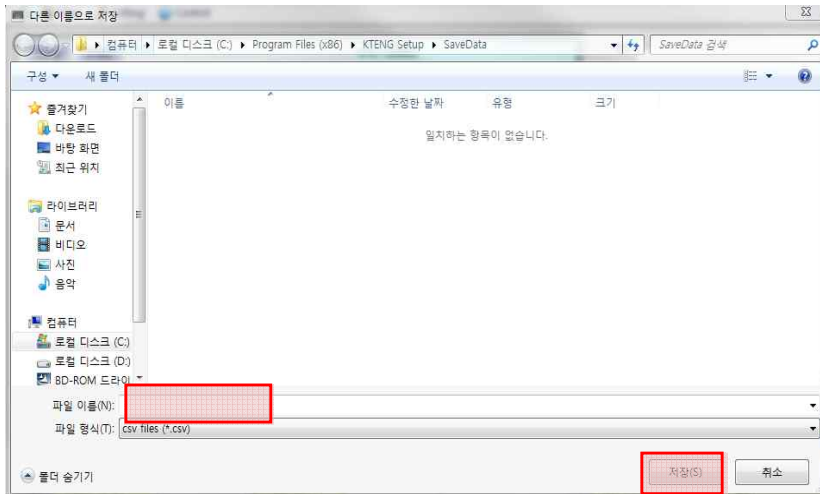 다른 이름으로 저장
컴퓨터 ▸ 로컬 디스크 (C:) ▸ Program Files (x86) ▸ KTENG Setup ▸ SaveData
SaveData 검색
구성 새 폴더
이름 수정한 날짜 유형 크기
일치하는 항목이 없습니다.
즐겨찾기
다운로드
바탕 화면
최근 위치
라이브러리
문서
비디오
사진
음악
컴퓨터
로컬 디스크 (C:)
로컬 디스크 (D:)
BD-ROM 드라이
파일 이름(N):
파일 형식(T): csv files (*.csv)
폴더 숨기기
저장(S) 취소